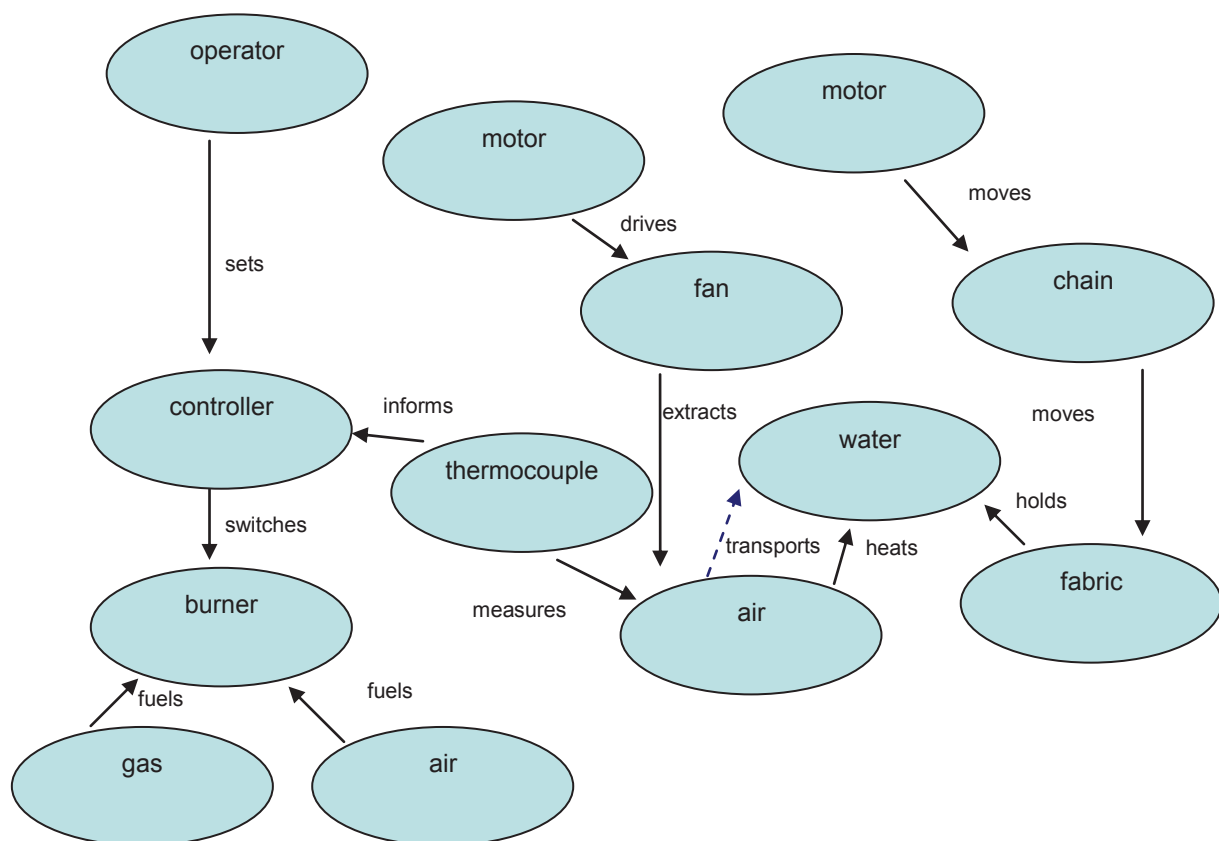 operator
motor
motor
moves
drives
sets
fan
chain
controller
informs
extracts
moves
water
thermocouple
holds
switches
transports
heats
burner
measures
air
fabric
fuels
fuels
gas
air